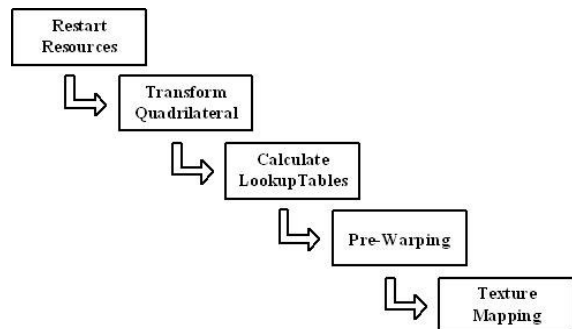 Restart
Resources
Transform
Quadrilateral
Calculate
LookupTables
Pre-Warping
Texture
Mapping